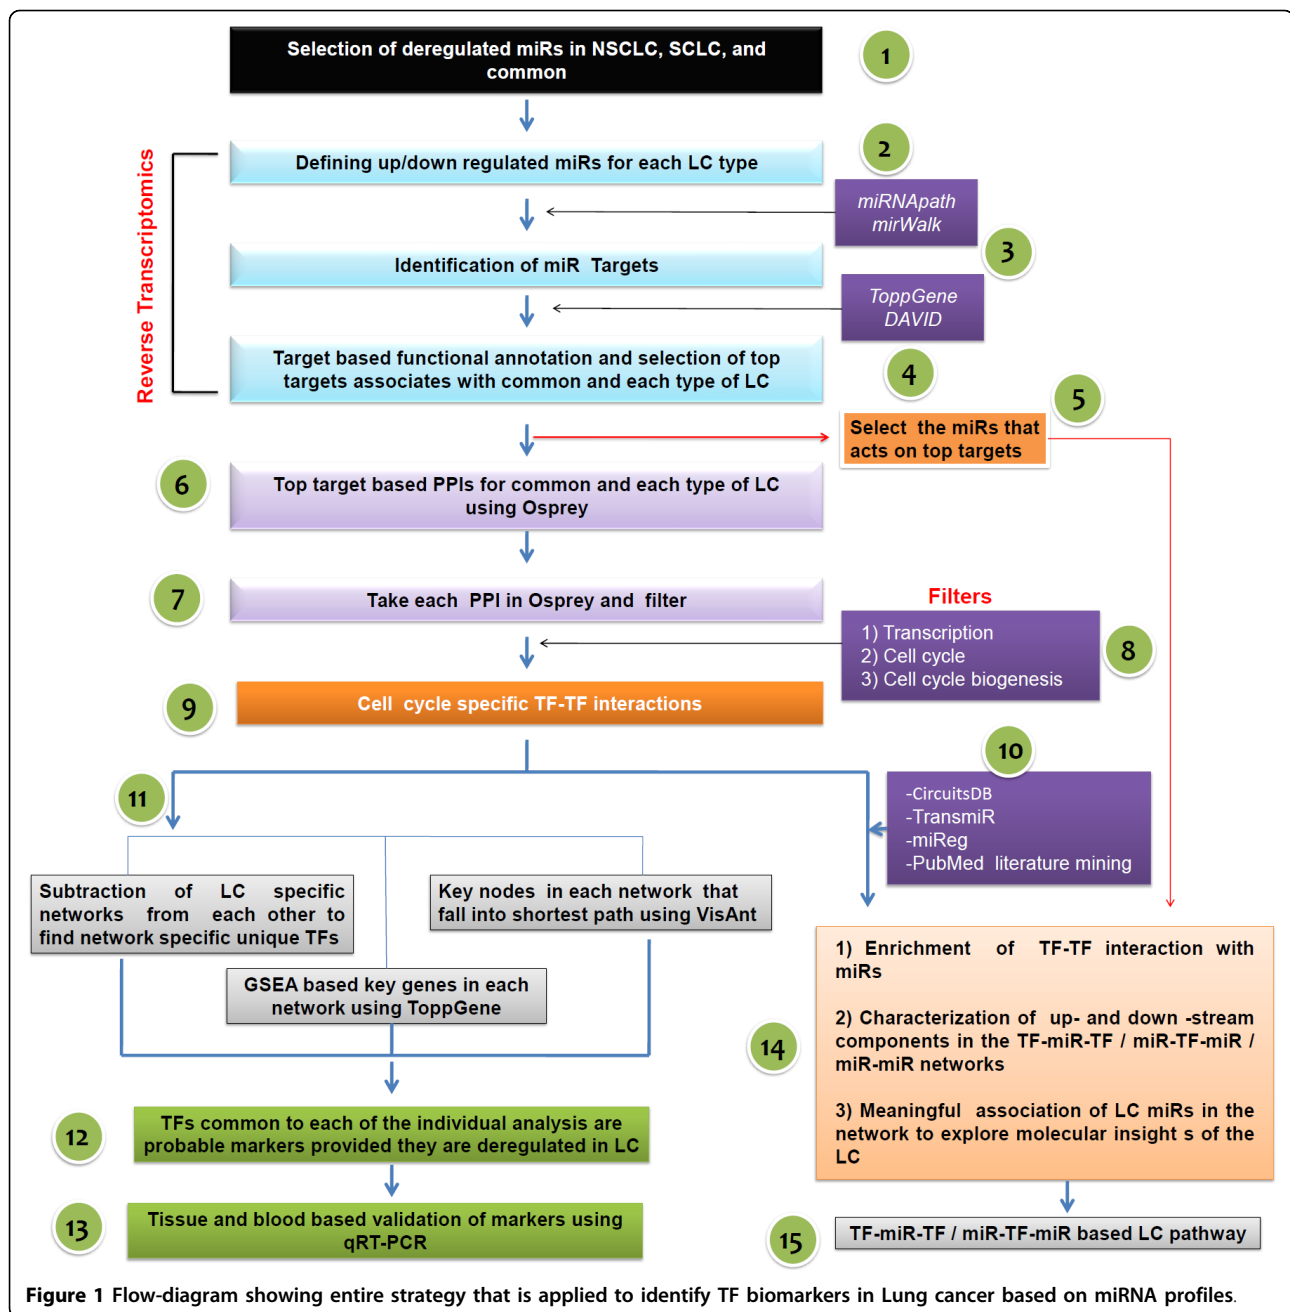 Selection of deregulated miRs in NSCLC, SCLC, and
common
1
2
Defining up/down regulated miRs for each LC type
Reverse Transcriptomics
miRNApath
mirWalk
3
Identification of miR Targets
ToppGene
DAVID
Target based functional annotation and selection of top
targets associates with common and each type of LC
4
5
Select the miRs that
acts on top targets
6
Top target based PPIs for common and each type of LC
using Osprey
7
Take each PPI in Osprey and filter
Filters
1) Transcription
2) Cell cycle
3) Cell cycle biogenesis
8
9
Cell cycle specific TF-TF interactions
10
-CircuitsDB
-TransmiR
-miReg
-PubMed literature mining
11
Subtraction of LC specific
networks from each other to
find network specific unique TFs
Key nodes in each network that
fall into shortest path using VisAnt
GSEA based key genes in each
network using ToppGene
1) Enrichment of TF-TF interaction with
miRs
2) Characterization of up- and down -stream
components in the TF-miR-TF / miR-TF-miR /
miR-miR networks
3) Meaningful association of LC miRs in the
network to explore molecular insight s of the
LC
14
12
TFs common to each of the individual analysis are
probable markers provided they are deregulated in LC
13
Tissue and blood based validation of markers using
qRT-PCR
15
TF-miR-TF / miR-TF-miR based LC pathway
Figure 1 Flow-diagram showing entire strategy that is applied to identify TF biomarkers in Lung cancer based on miRNA profiles.